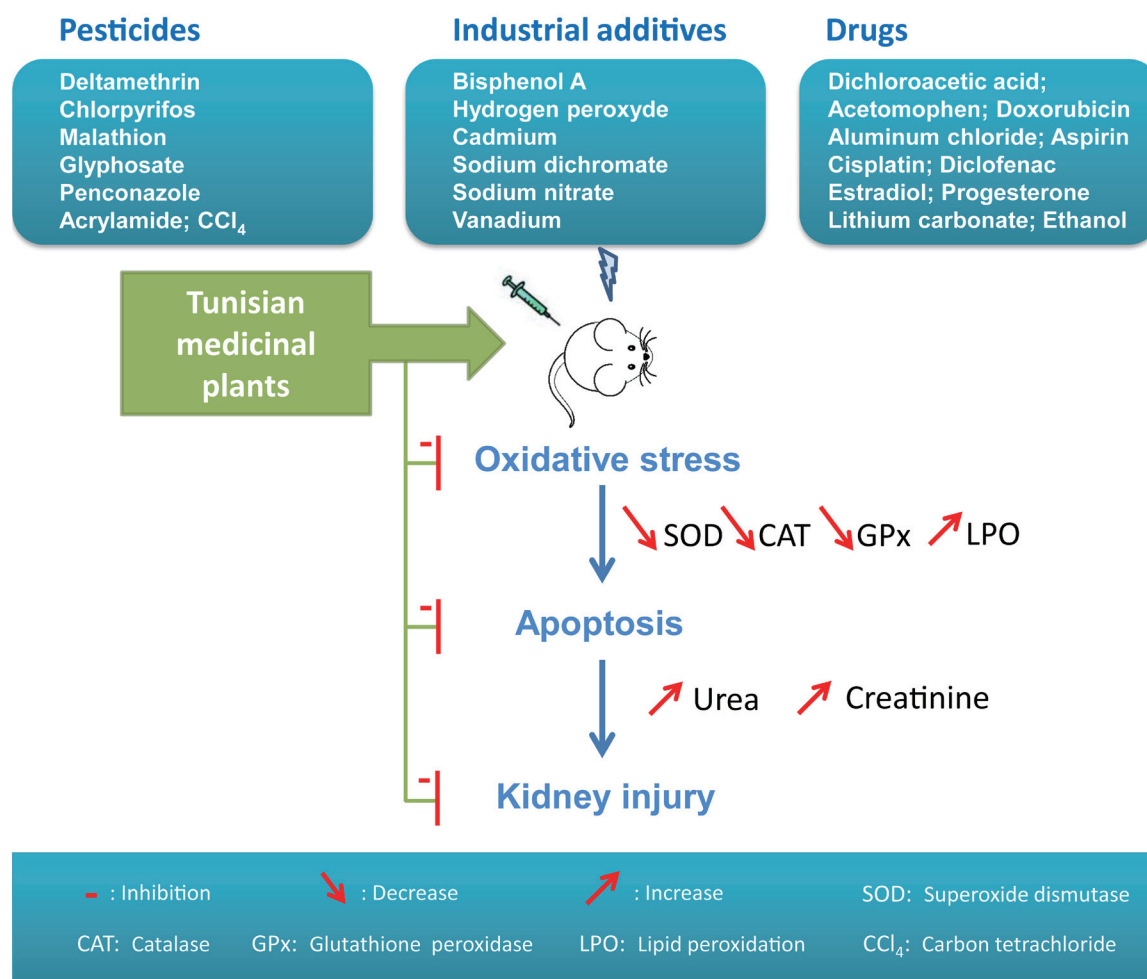 Pesticides
Deltamethrin
Chlorpyrifos
Malathion
Glyphosate
Penconazole
Acrylamide; CCl₄
Industrial additives
Bisphenol A
Hydrogen peroxyde
Cadmium
Sodium dichromate
Sodium nitrate
Vanadium
Drugs
Dichloroacetic acid;
Acetomophen; Doxorubicin
Aluminum chloride; Aspirin
Cisplatin; Diclofenac
Estradiol; Progesterone
Lithium carbonate; Ethanol
Tunisian
medicinal
plants
- Oxidative stress
SOD CAT GPx LPO
- Apoptosis
Urea Creatinine
- Kidney injury
- : Inhibition : Decrease : Increase SOD: Superoxide dismutase
CAT: Catalase GPx: Glutathione peroxidase LPO: Lipid peroxidation CCl₄: Carbon tetrachloride